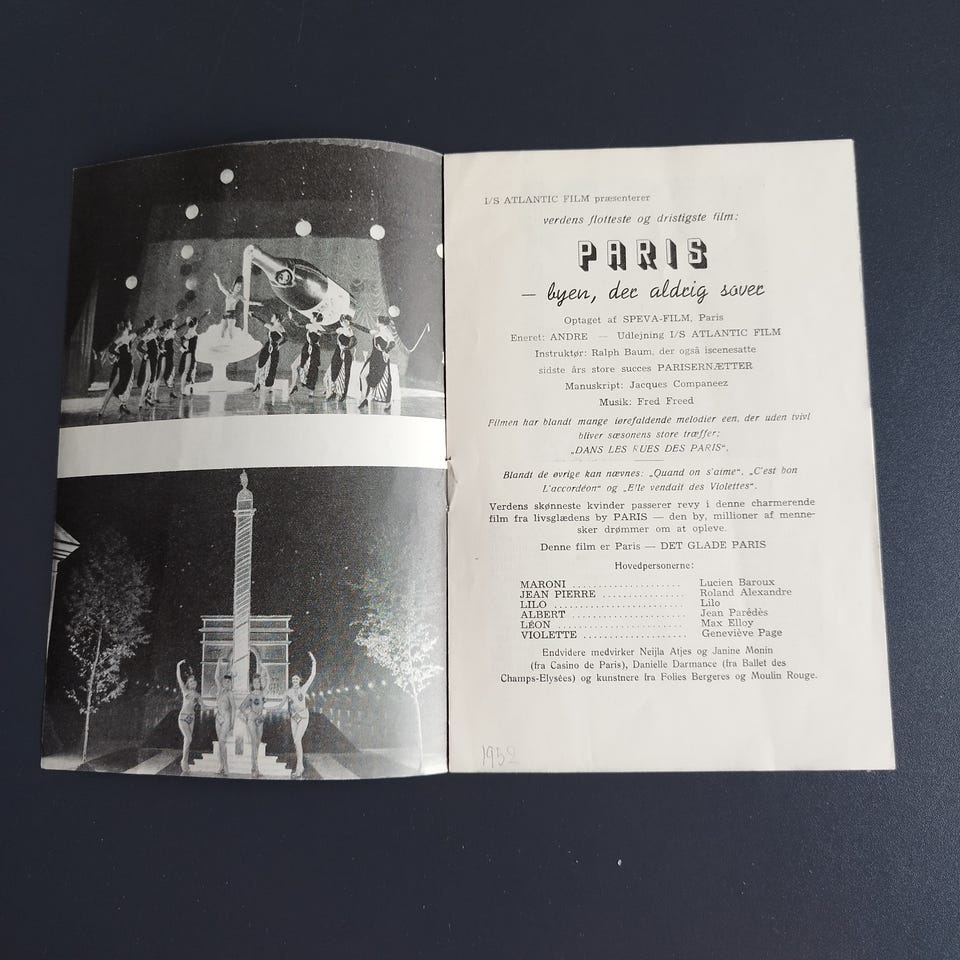 I/S ATLANTIC FILM præsenterer
verdens flotteste og dristigste film:
PARIS
— byen, der aldrig sover
Optaget af SPEVA-FILM, Paris
Eneret: ANDRE — Udlejning I/S ATLANTIC FILM
Instruktør: Ralph Baum, der også iscenesatte
sidste års store succes PARISERNÆTTER
Manuskript: Jacques Companeez
Musik: Fred Freed
Filmen har blandt mange iørefaldende melodier een, der uden tvivl
bliver sæsonens store træffer:
„DANS LES RUES DES PARIS“.
Blandt de øvrige kan nævnes: „Quand on s'aime“, „C'est bon
L'accordéon“ og „Elle vendait des Violettes“.
Verdens skønneste kvinder passerer revy i denne charmerende
film fra livsglædens by PARIS — den by, millioner af menne-
sker drømmer om at opleve.
Denne film er Paris — DET GLADE PARIS
Hovedpersonerne:
MARONI ..................... Lucien Baroux
JEAN PIERRE ................ Roland Alexandre
LILO ......................... Lilo
ALBERT ...................... Jean Parédès
LÉON ........................ Max Elloy
VIOLETTE .................... Geneviève Page
Endvidere medvirker Neijla Atjes og Janine Monin
(fra Casino de Paris), Danielle Darmance (fra Ballet des
Champs-Elysées) og kunstnere fra Folies Bergeres og Moulin Rouge.
1952